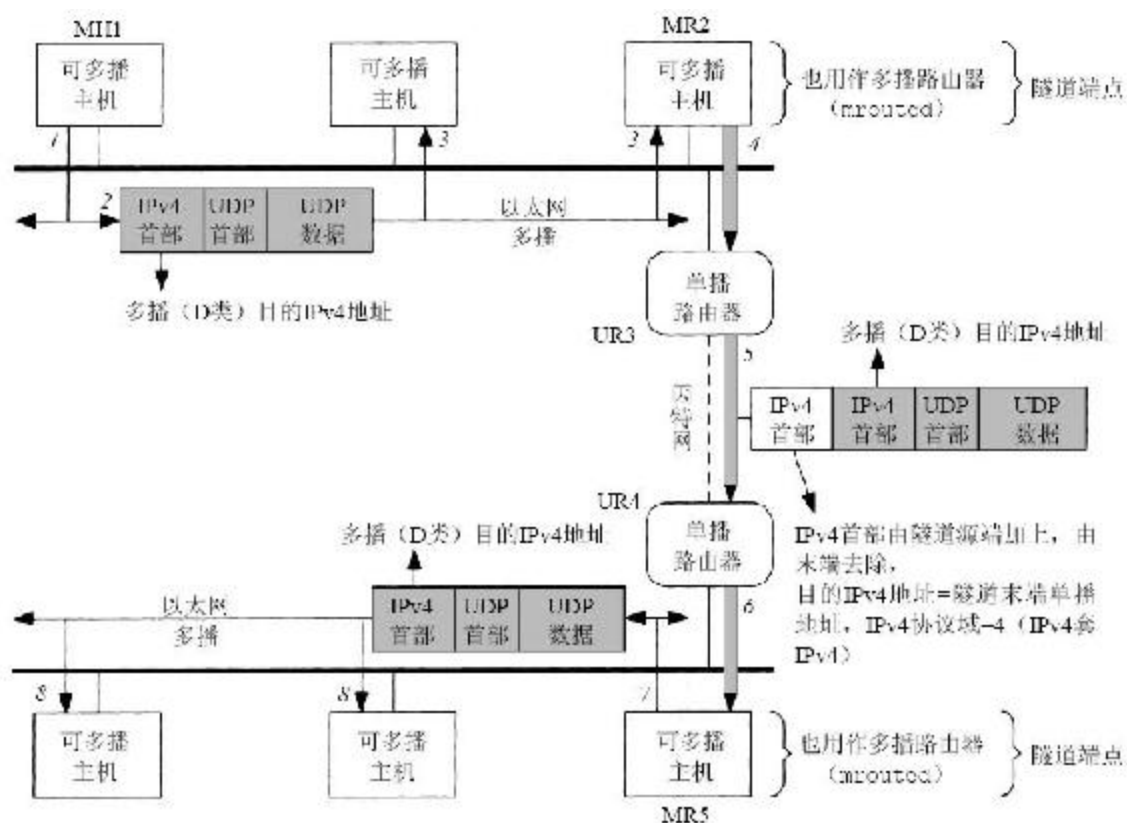 MH1
MR2
可多播
主机
可多播
主机
可多播
主机
也用作多播路由器
(mrouted)
隧道端点
1
3
3
4
2
IPv4
首部
UDP
首部
UDP
数据
以太网
多播
多播（D类）目的IPv4地址
单播
路由器
UR3
5
多播（D类）目的IPv4地址
因特网
IPv4
首部
IPv4
首部
UDP
首部
UDP
数据
UR4
单播
路由器
多播（D类）目的IPv4地址
IPv4首部由隧道源端加上，由
末端去除，
目的IPv4地址=隧道末端单播
地址，IPv4协议域=4（IPv4套
IPv4）
以太网
多播
IPv4
首部
UDP
首部
UDP
数据
6
8
8
7
可多播
主机
可多播
主机
可多播
主机
也用作多播路由器
(mrouted)
隧道端点
MR5